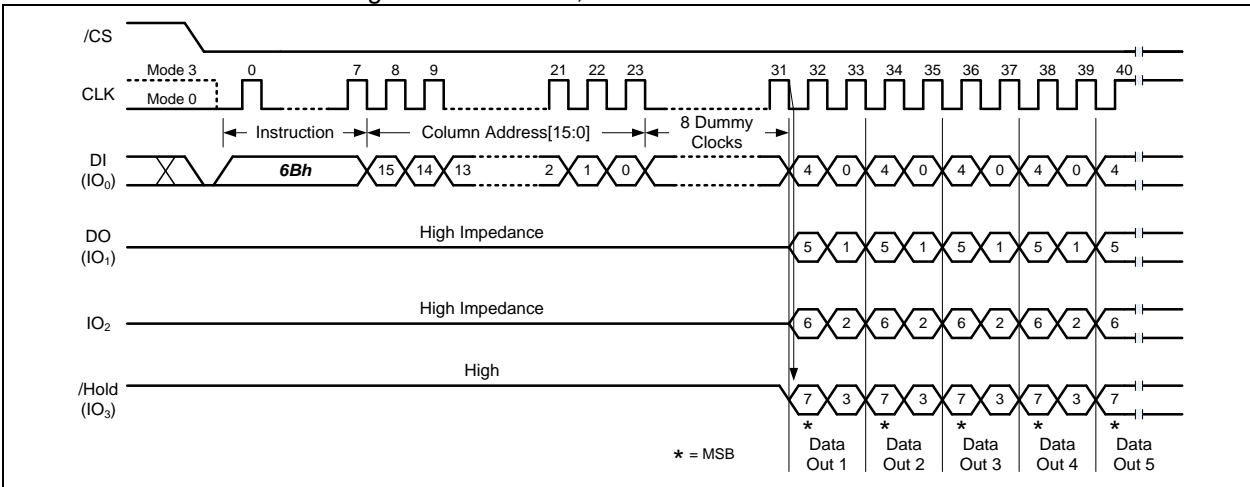 /CS
Mode 3 0 7 8 9 21 22 23 31 32 33 34 35 36 37 38 39 40
CLK
Mode 0
Instruction Column Address[15:0] 8 Dummy
Clocks
DI
(IO₀)
6Bh 15 14 13 2 1 0 4 0 4 0 4 0 4 0 4
DO
(IO₁)
High Impedance 5 1 5 1 5 1 5 1 5
IO₂
High Impedance 6 2 6 2 6 2 6 2 6
/Hold
(IO₃)
High 7 3 7 3 7 3 7 3 7
* * * * *
* = MSB
Data
Out 1
Data
Out 2
Data
Out 3
Data
Out 4
Data
Out 5